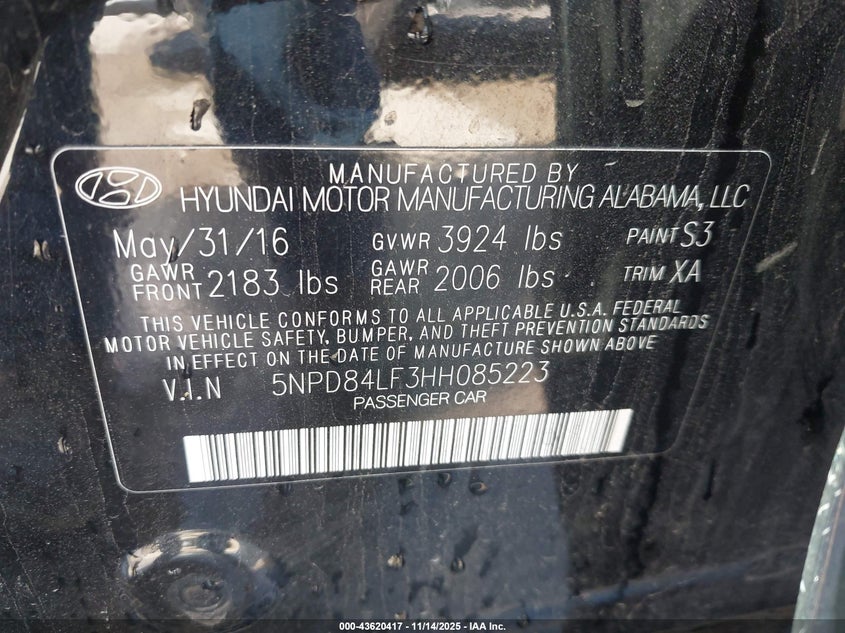 MANUFACTURED BY
HYUNDAI MOTOR MANUFACTURING ALABAMA, LLC
May/31/16 GVWR 3924 lbs PAINT S3
GAWR FRONT 2183 lbs GAWR REAR 2006 lbs TRIM XA
THIS VEHICLE CONFORMS TO ALL APPLICABLE U.S.A. FEDERAL
MOTOR VEHICLE SAFETY, BUMPER, AND THEFT PREVENTION STANDARDS
IN EFFECT ON THE DATE OF MANUFACTURE SHOWN ABOVE
V.I.N 5NPD84LF3HH085223
PASSENGER CAR
000-43620417 - 11/14/2025 - IAA Inc.